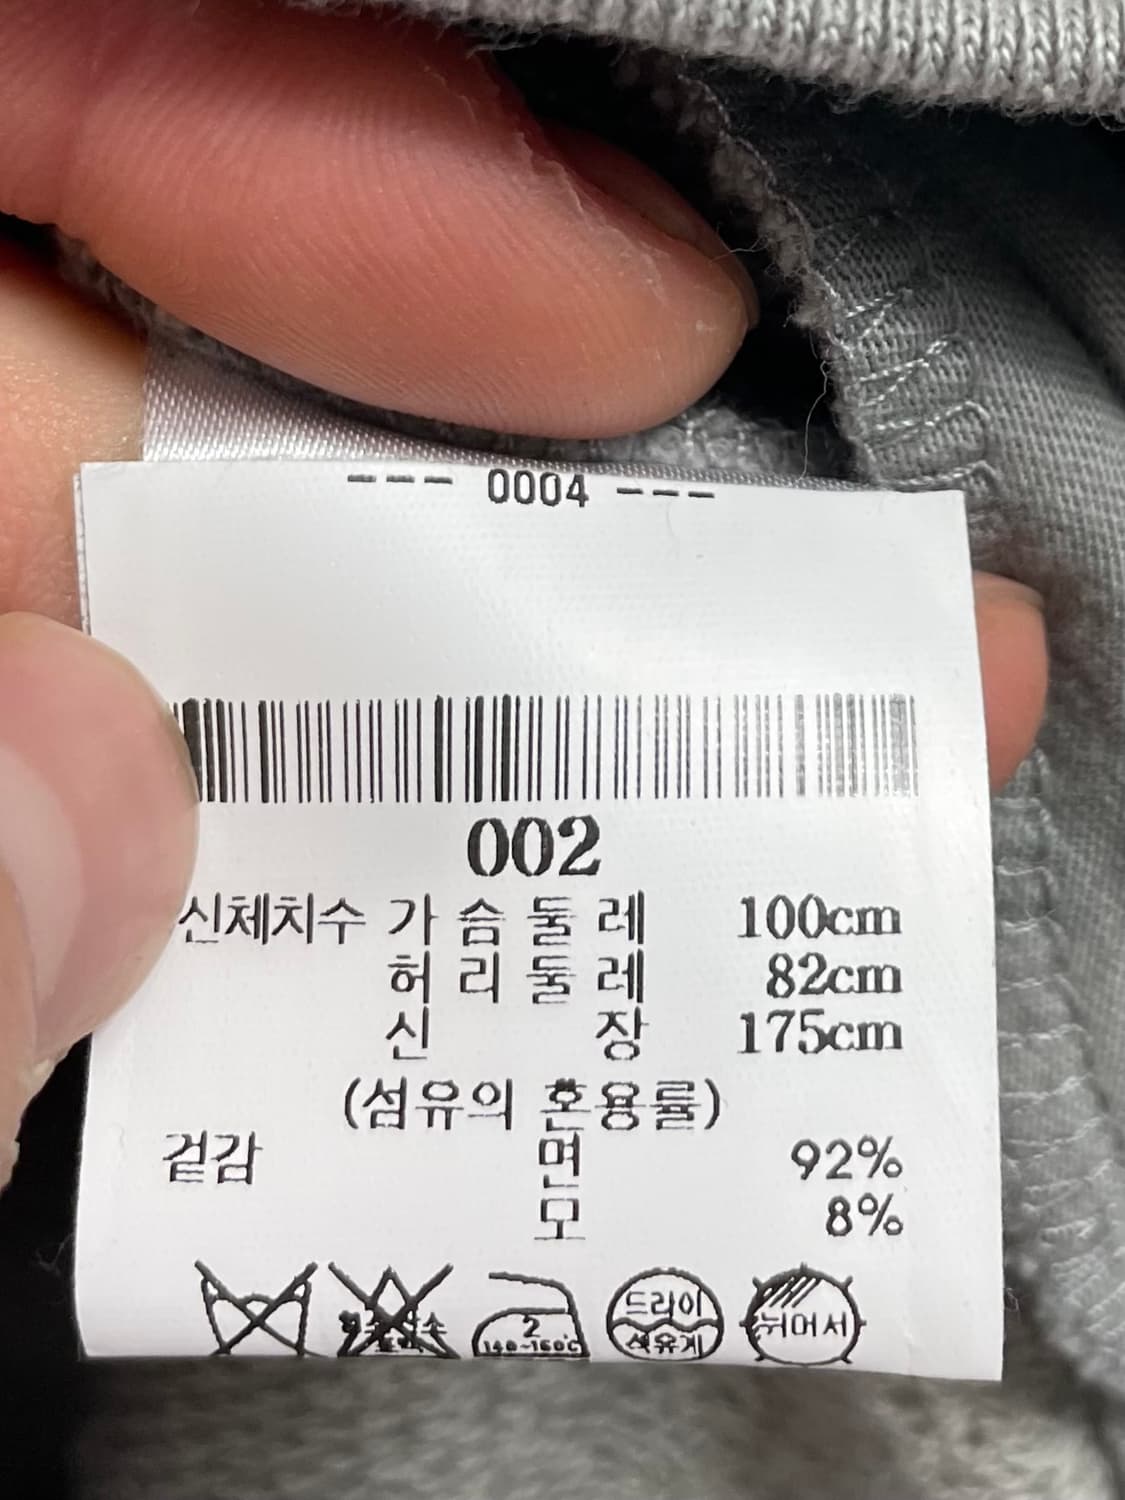 --- 0004 ---
002
신체치수 가 슴 둘 레 100cm
허 리 둘 레 82cm
신 장 175cm
(섬유의 혼용률)
겉감 면 92%
모 8%
2
140~160℃
드라이
석유계
뉘어서